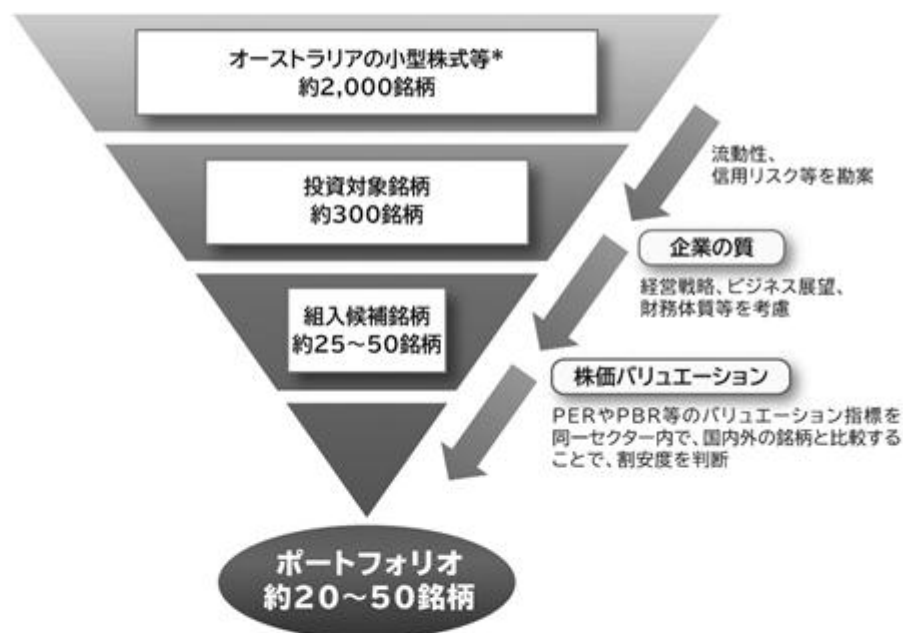 オーストラリアの小型株式等*
約2,000銘柄
流動性、
信用リスク等を勘案
投資対象銘柄
約300銘柄
企業の質
経営戦略、ビジネス展望、
財務体質等を考慮
組入候補銘柄
約25～50銘柄
株価バリュエーション
PERやPBR等のバリュエーション指標を
同一セクター内で、国内外の銘柄と比較する
ことで、割安度を判断
ポートフォリオ
約20～50銘柄